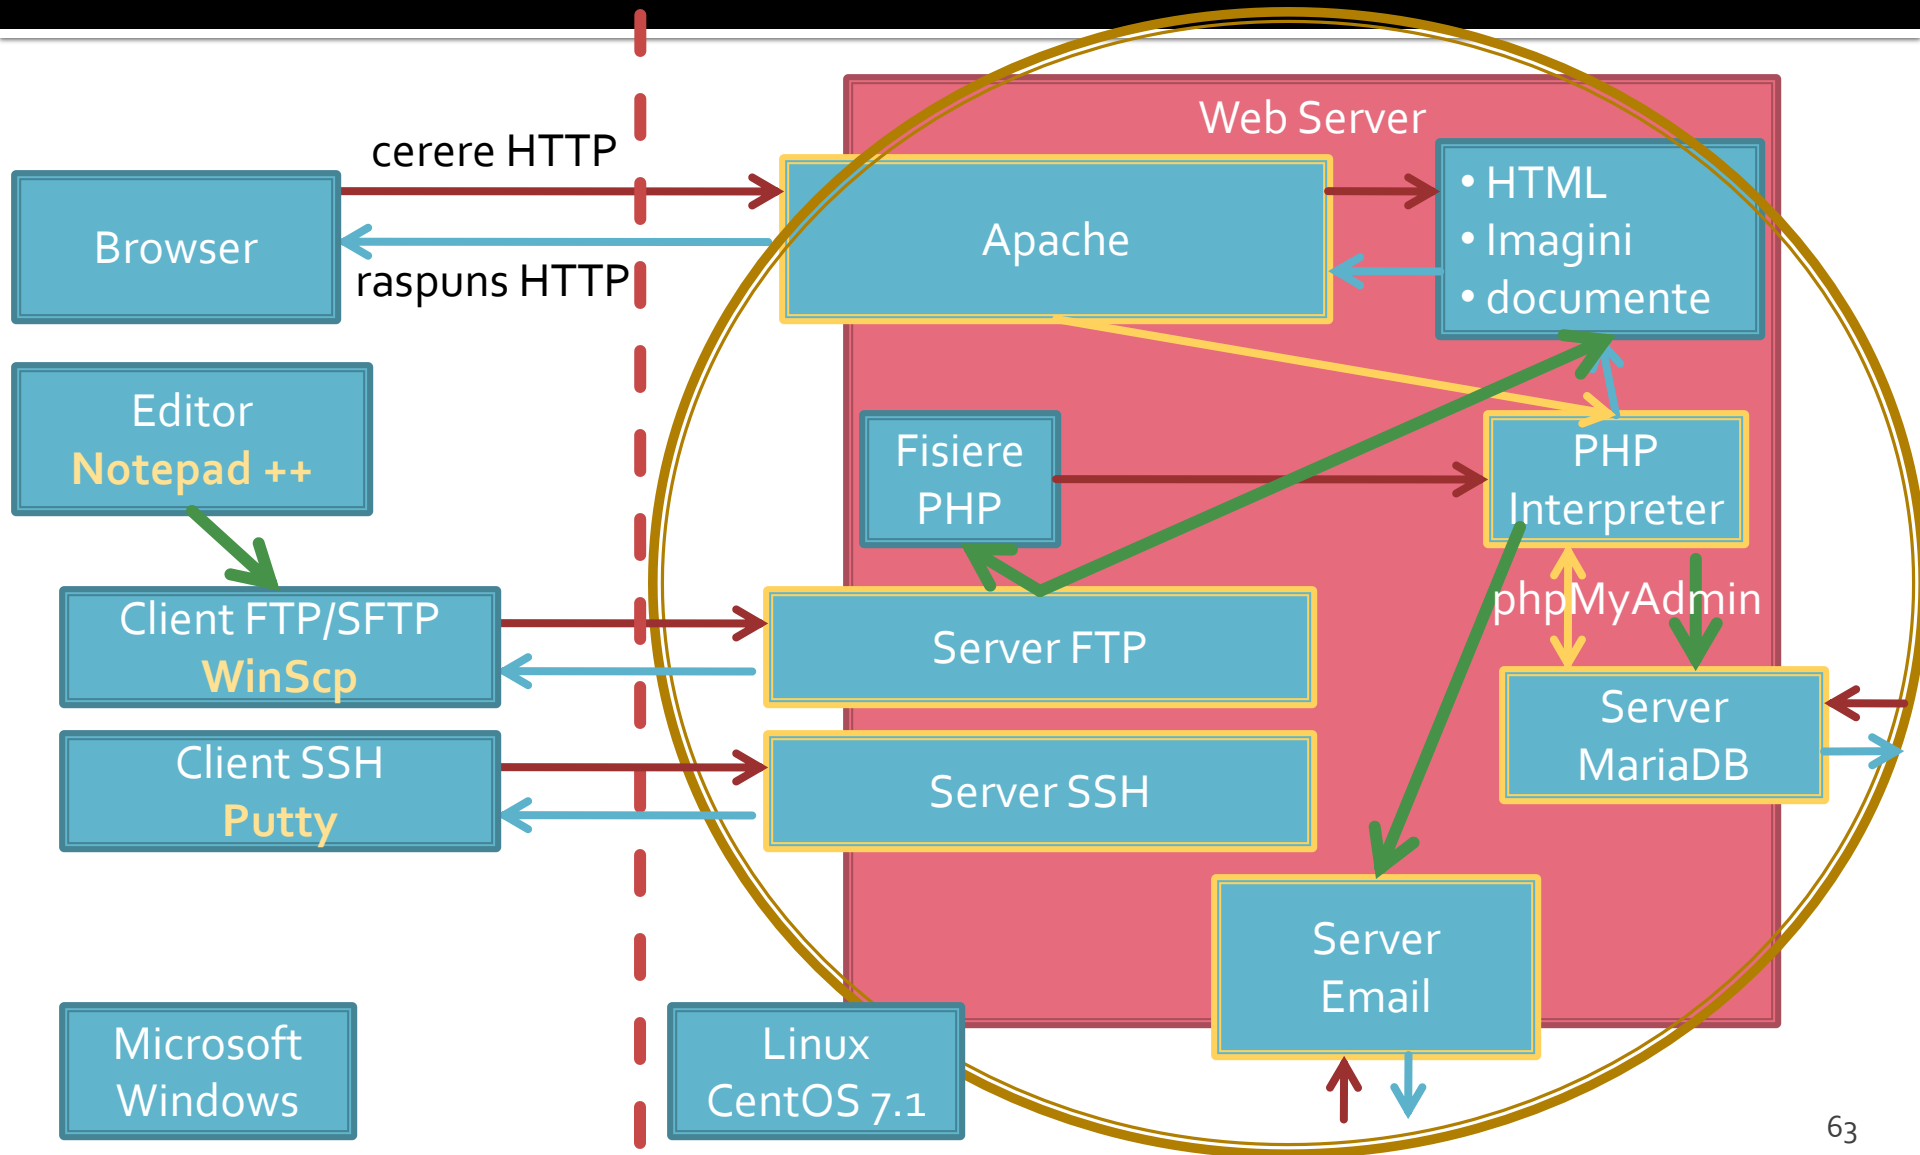 Web Server
cerere HTTP
Browser
raspuns HTTP
Apache
• HTML
• Imagini
• documente
Editor
Notepad ++
Fisiere
PHP
PHP
Interpreter
phpMyAdmin
Client FTP/SFTP
WinScp
Server FTP
Server
MariaDB
Client SSH
Putty
Server SSH
Server
Email
Microsoft
Windows
Linux
CentOS 7.1
63